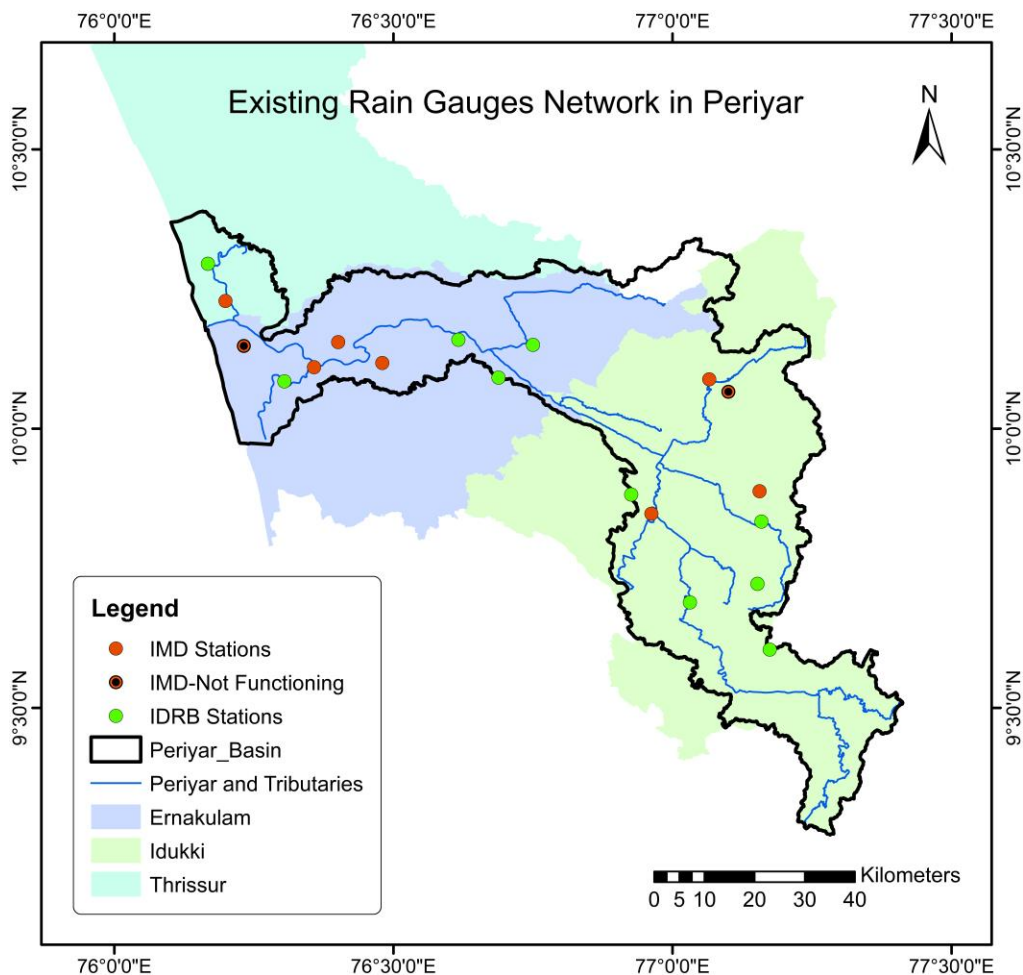 76°0'0"E 76°30'0"E 77°0'0"E 77°30'0"E
Existing Rain Gauges Network in Periyar
N
10°30'0"N
10°30'0"N
10°0'0"N
10°0'0"N
9°30'0"N
9°30'0"N
Legend
IMD Stations
IMD-Not Functioning
IDRB Stations
Periyar_Basin
Periyar and Tributaries
Ernakulam
Idukki
Thrissur
Kilometers
0 5 10 20 30 40
76°0'0"E 76°30'0"E 77°0'0"E 77°30'0"E